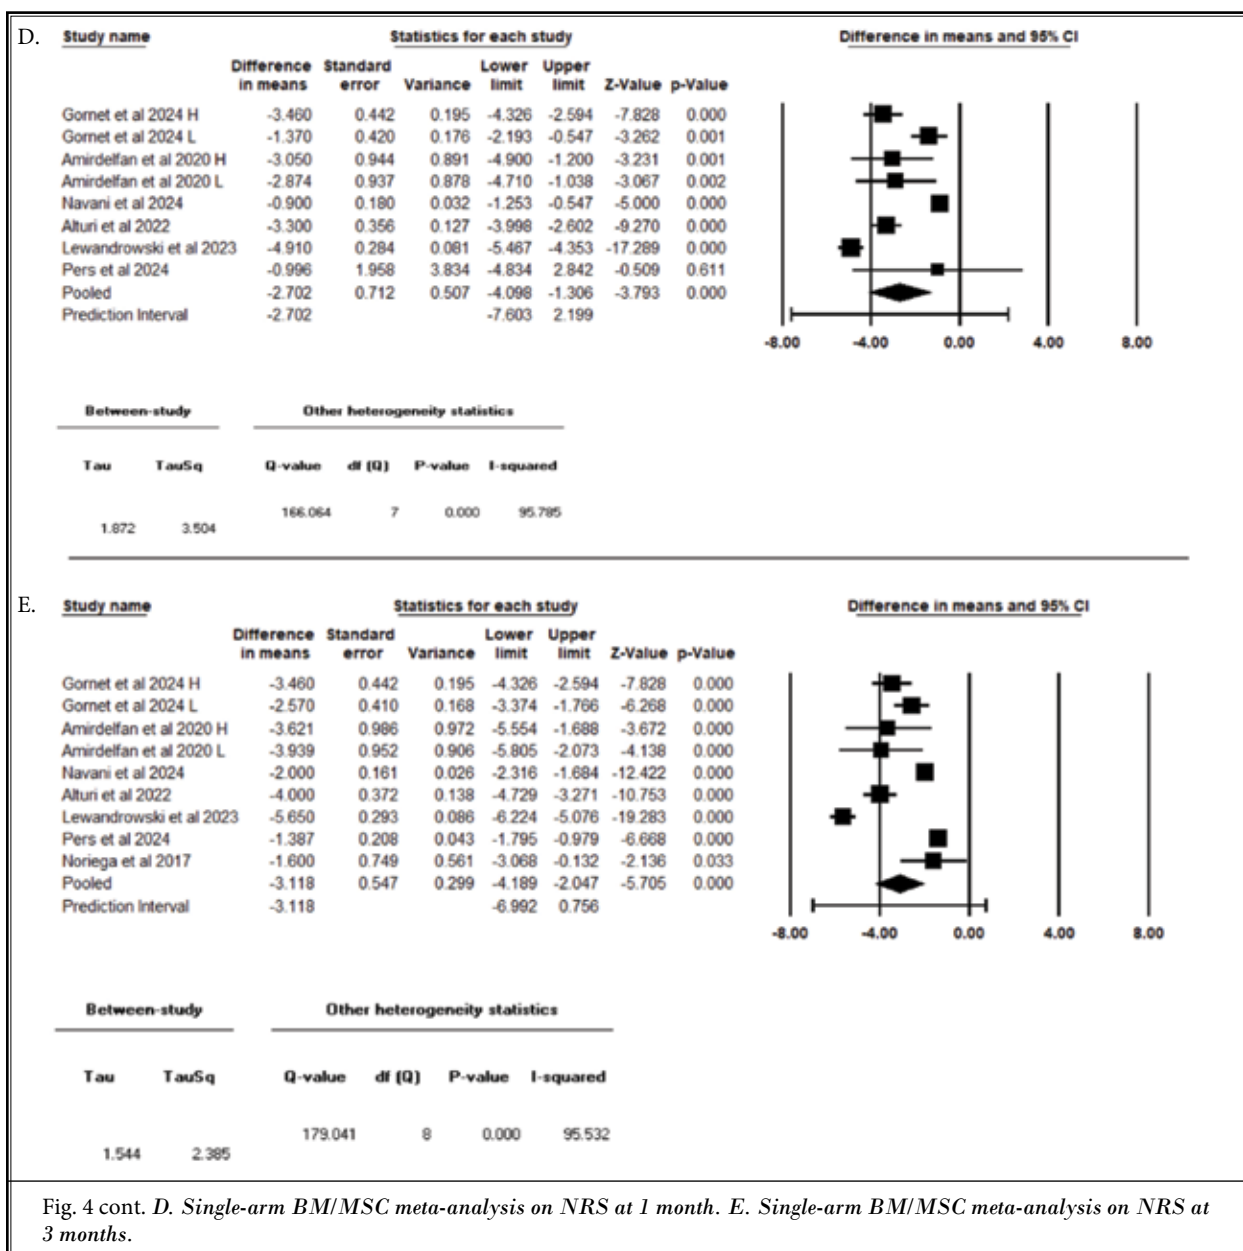 D. Study name Statistics for each study Difference in means and 95% CI
Difference Standard Lower Upper
in means error Variance limit limit Z-Value p-Value
Gornet et al 2024 H -3.460 0.442 0.195 -4.326 -2.594 -7.828 0.000
Gornet et al 2024 L -1.370 0.420 0.176 -2.193 -0.547 -3.262 0.001
Amirdelfan et al 2020 H -3.050 0.944 0.891 -4.900 -1.200 -3.231 0.001
Amirdelfan et al 2020 L -2.874 0.937 0.878 -4.710 -1.038 -3.067 0.002
Navani et al 2024 -0.900 0.180 0.032 -1.253 -0.547 -5.000 0.000
Alturi et al 2022 -3.300 0.356 0.127 -3.998 -2.602 -9.270 0.000
Lewandrowski et al 2023 -4.910 0.284 0.081 -5.467 -4.353 -17.289 0.000
Pers et al 2024 -0.996 1.958 3.834 -4.834 2.842 -0.509 0.611
Pooled -2.702 0.712 0.507 -4.098 -1.306 -3.793 0.000
Prediction Interval -2.702 -7.603 2.199
-8.00 -4.00 0.00 4.00 8.00
Between-study Other heterogeneity statistics
Tau TauSq Q-value df (Q) P-value I-squared
166.064 7 0.000 95.785
1.872 3.504
E. Study name Statistics for each study Difference in means and 95% CI
Difference Standard Lower Upper
in means error Variance limit limit Z-Value p-Value
Gornet et al 2024 H -3.460 0.442 0.195 -4.326 -2.594 -7.828 0.000
Gornet et al 2024 L -2.570 0.410 0.168 -3.374 -1.766 -6.268 0.000
Amirdelfan et al 2020 H -3.621 0.986 0.972 -5.554 -1.688 -3.672 0.000
Amirdelfan et al 2020 L -3.939 0.952 0.906 -5.805 -2.073 -4.138 0.000
Navani et al 2024 -2.000 0.161 0.026 -2.316 -1.684 -12.422 0.000
Alturi et al 2022 -4.000 0.372 0.138 -4.729 -3.271 -10.753 0.000
Lewandrowski et al 2023 -5.650 0.293 0.086 -6.224 -5.076 -19.283 0.000
Pers et al 2024 -1.387 0.208 0.043 -1.795 -0.979 -6.668 0.000
Noriega et al 2017 -1.600 0.749 0.561 -3.068 -0.132 -2.136 0.033
Pooled -3.118 0.547 0.299 -4.189 -2.047 -5.705 0.000
Prediction Interval -3.118 -6.992 0.756
-8.00 -4.00 0.00 4.00 8.00
Between-study Other heterogeneity statistics
Tau TauSq Q-value df (Q) P-value I-squared
179.041 8 0.000 95.532
1.544 2.385
Fig. 4 cont. D. Single-arm BM/MSC meta-analysis on NRS at 1 month. E. Single-arm BM/MSC meta-analysis on NRS at
3 months.